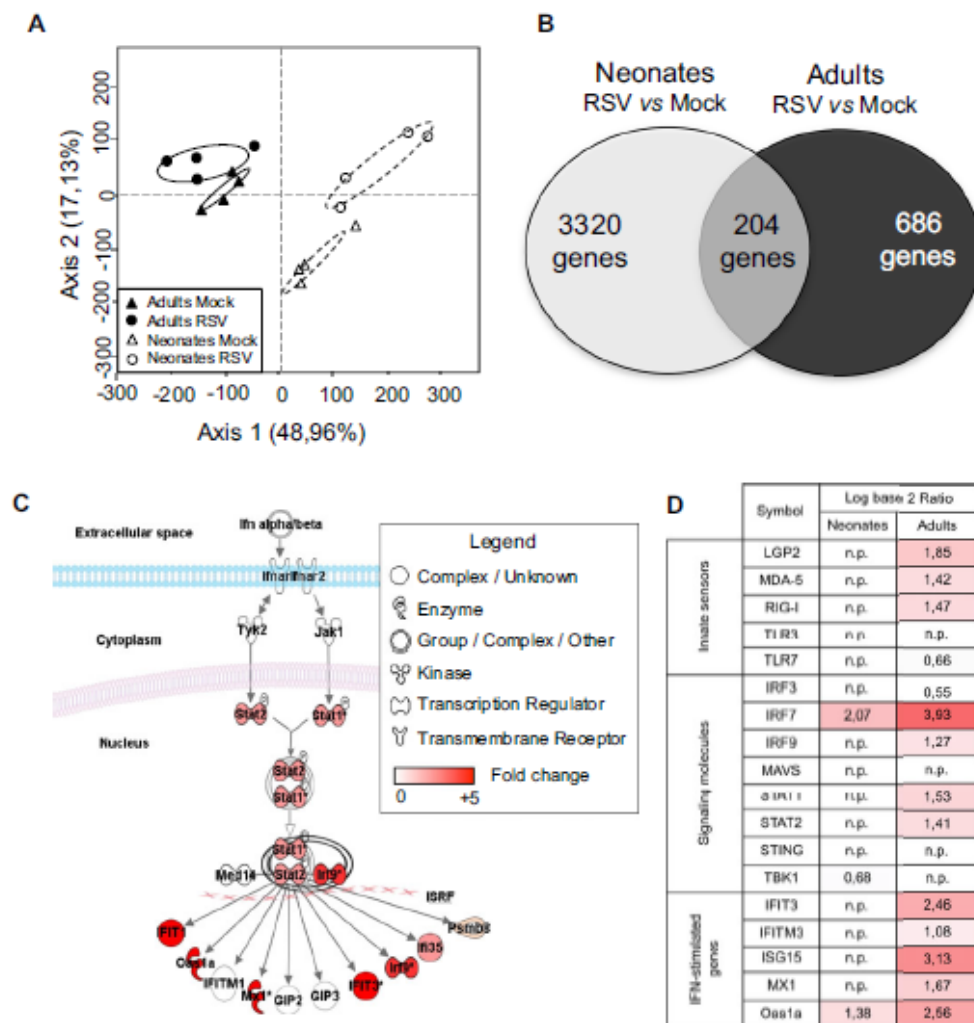 A
Axis 2 (17,13%)
200
100
0
-100
-200
-300
-300
-200
-100
0
100
200
300
Axis 1 (48,96%)
Adults Mock
Adults RSV
Neonates Mock
Neonates RSV
B
Neonates
RSV vs Mock
Adults
RSV vs Mock
3320
genes
204
genes
686
genes
C
Extracellular space
Ifn alpha/beta
Ifnar2
Cytoplasm
Tyk2
Jak1
Stat2
Stat1*
Nucleus
Stat2
Stat1*
Stat1*
Med14
Stat2
Irf9*
IFIT1
Oas1a
IFITM1
Mx1*
GIP2
GIP3
IFIT3*
Irf9*
Ifi35
Psmb8
Legend
Complex / Unknown
Enzyme
Group / Complex / Other
Kinase
Transcription Regulator
Transmembrane Receptor
Fold change
0
+5
D
Symbol
Log base 2 Ratio
Neonates
Adults
Innate sensors
LGP2 n.p. 1,85
MDA-5 n.p. 1,42
RIG-I n.p. 1,47
TLR3 n.p. n.p.
TLR7 n.p. 0,66
Signaling molecules
IRF3 n.p. 0,55
IRF7 2,07 3,93
IRF9 n.p. 1,27
MAVS n.p. n.p.
n.p. 1,53
STAT2 n.p. 1,41
STING n.p. n.p.
TBK1 0,68 n.p.
IFN-stimulated
genes
IFIT3 n.p. 2,46
IFITM3 n.p. 1,08
ISG15 n.p. 3,13
MX1 n.p. 1,67
Oas1a 1,38 2,56